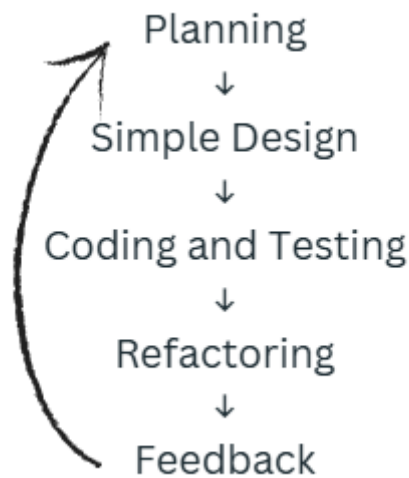 Planning
↓
Simple Design
↓
Coding and Testing
↓
Refactoring
↓
Feedback